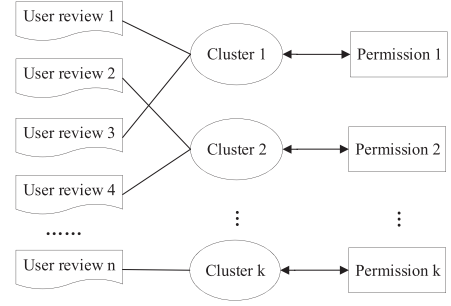 User review 1
Cluster 1
Permission 1
User review 2
User review 3
Cluster 2
Permission 2
User review 4
......
User review n
Cluster k
Permission k